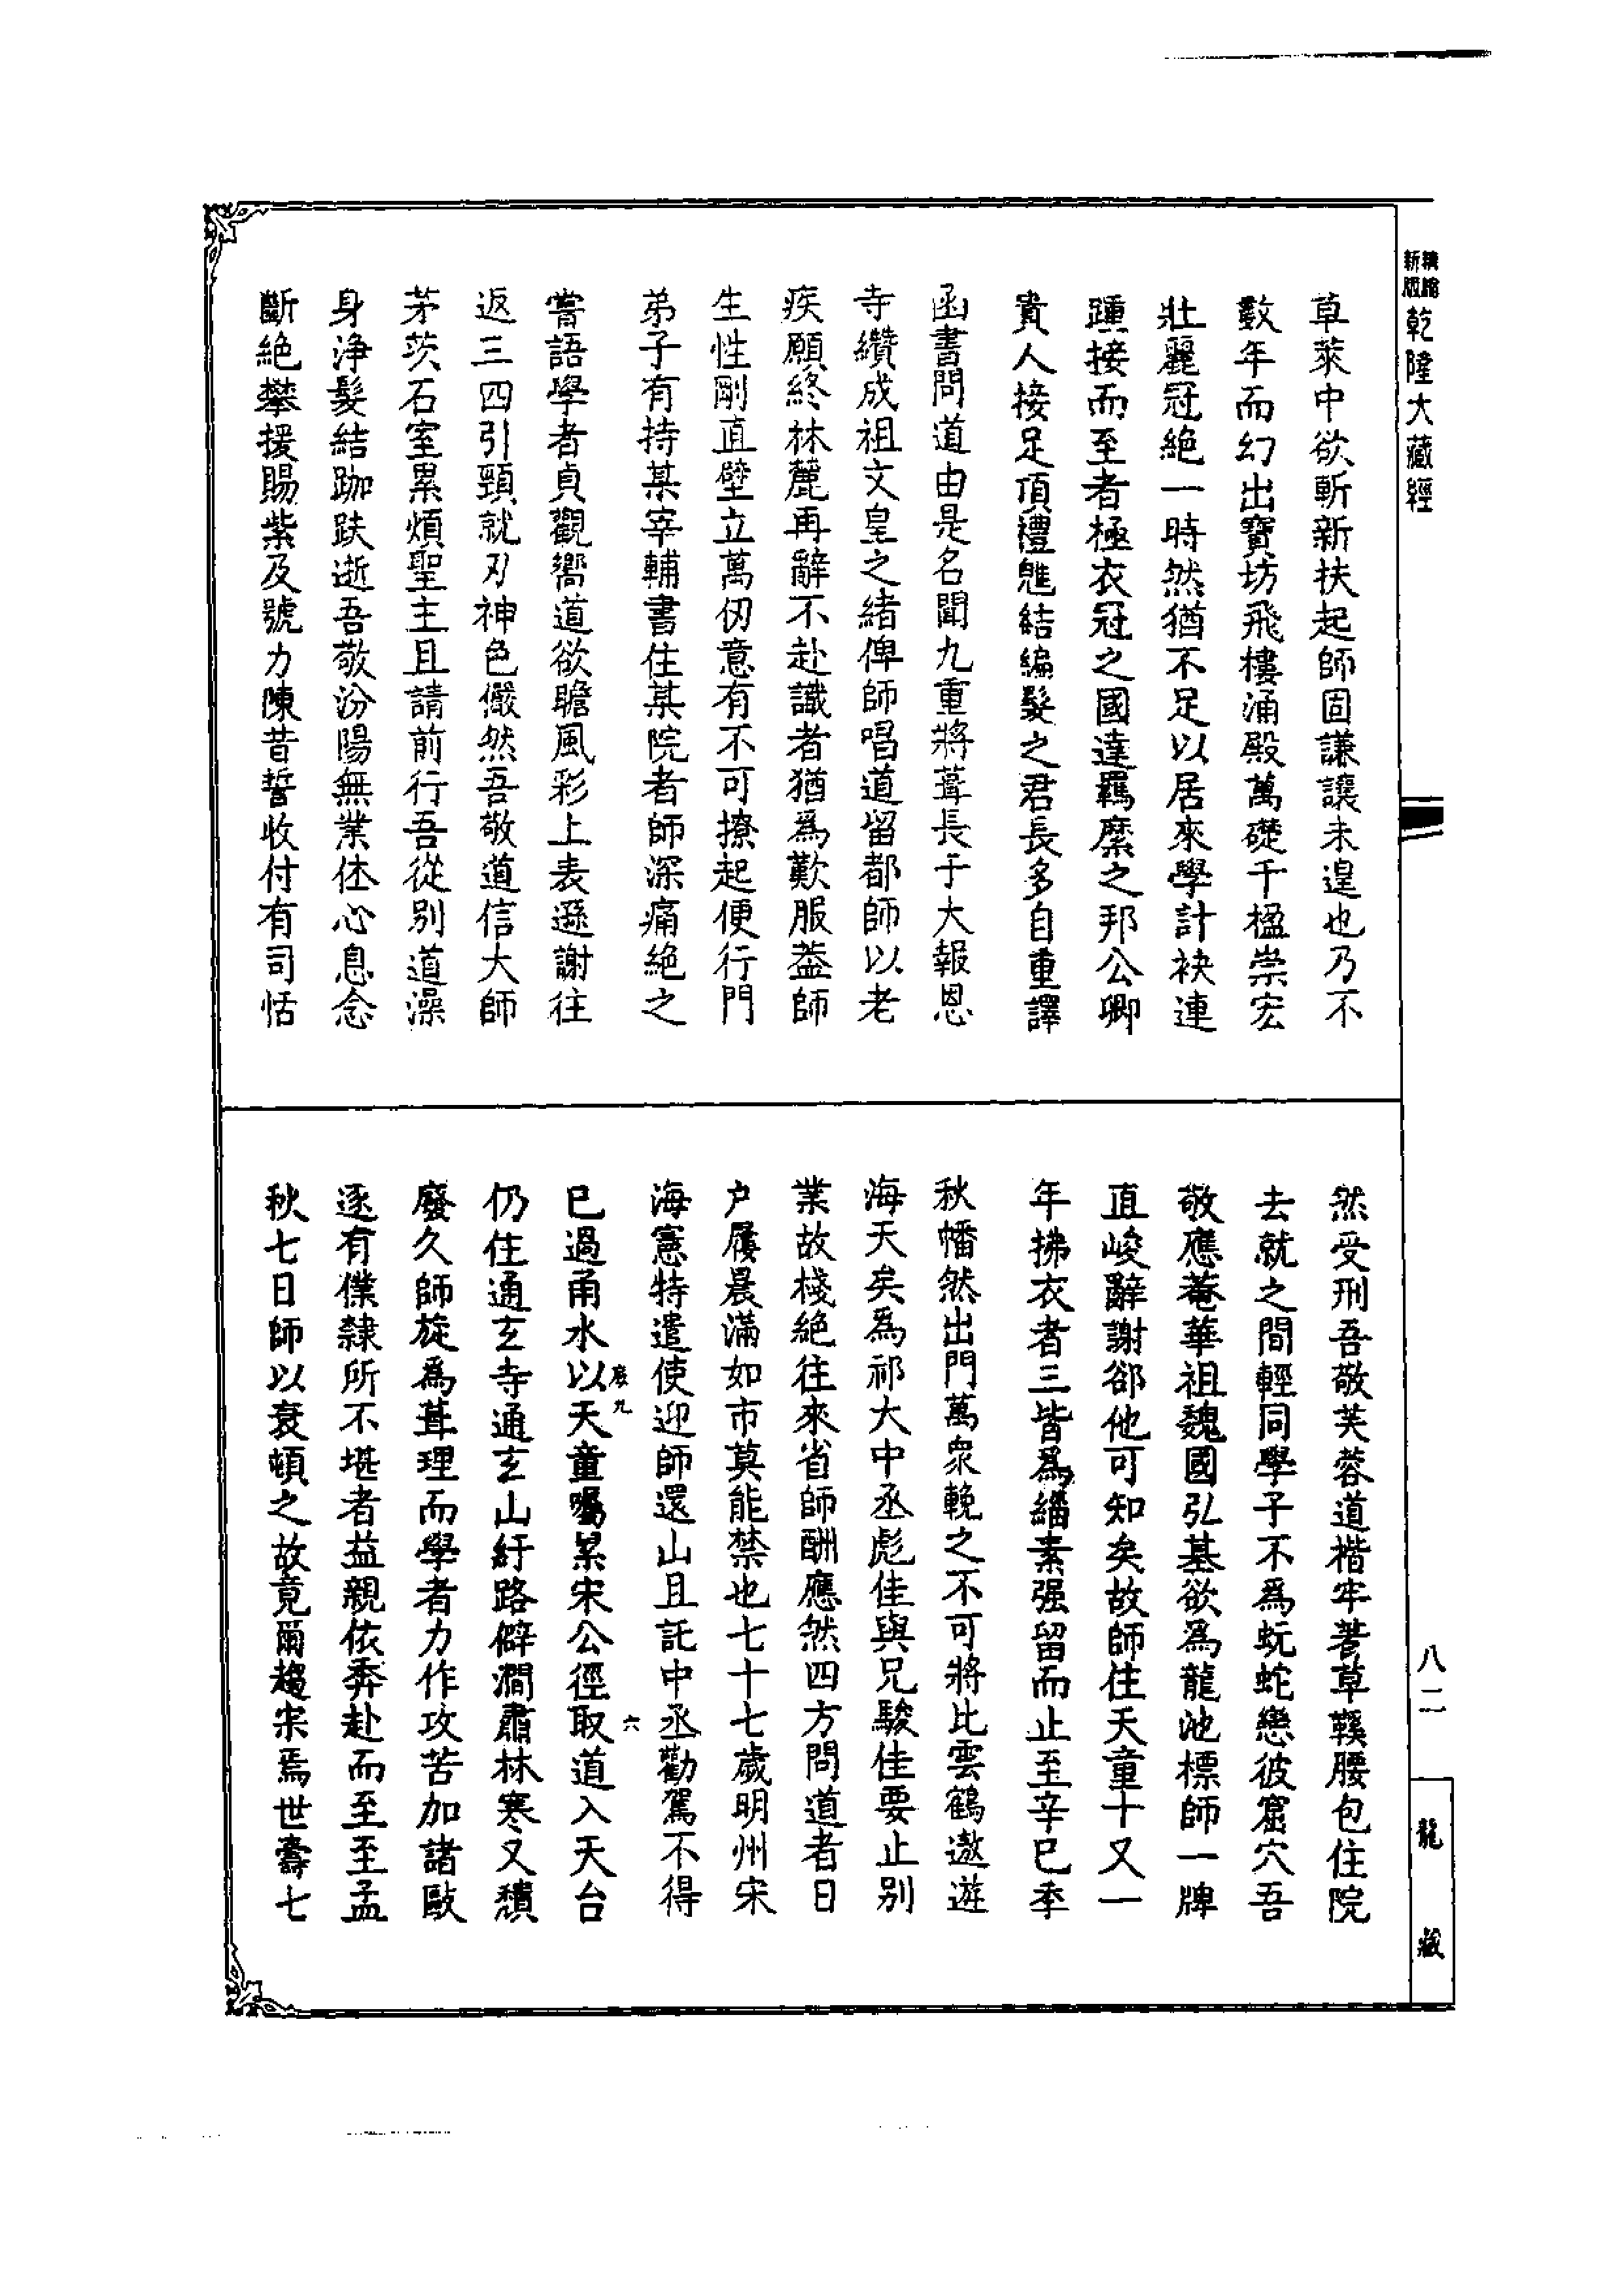 精縮新版乾隆大藏經
草萊中欲斬新扶起師固謙讓未遑也乃不
數年而幻出寶坊飛樓涌殿萬礎千楹崇宏
壯麗冠絕一時然猶不足以居來學計袂連
踵接而至者極衣冠之國達羈縻之邦公卿
貴人接足頂禮魋結編髮之君長多自重譯
函書問道由是名聞九重將葺長干大報恩
寺纘成祖文皇之緒俾師唱道留都師以老
疾願終林麓再辭不赴識者猶爲歎服葢師
生性剛直壁立萬仞意有不可撩起便行門
弟子有持某宰輔書住某院者師深痛絕之
嘗語學者貞觀嚮道欲瞻風彩上表遜謝往
返三四引頸就刃神色儼然吾敬道信大師
茅茨石室累煩聖主且請前行吾從別道澡
身淨髮結跏趺逝吾敬汾陽無業休心息念
斷絕攀援賜紫及號力陳昔誓收付有司恬
然受刑吾敬芙蓉道楷牢著草鞵腰包住院
去就之間輕同學子不爲蚖蛇戀彼窟穴吾
敬應菴華祖魏國弘基欲爲龍池標師一牌
直峻辭謝郤他可知矣故師住天童十又一
年拂衣者三皆爲緇素强留而止至辛巳季
秋幡然出門萬衆輓之不可將比雲鶴遨遊
海天矣爲祁大中丞彪佳與兄駿佳要止别
業故棧絕往來省師酬應然四方問道者日
户屨晨滿如市莫能禁也七十七歲明州宋
海憲特遣使迎師還山且託中丞勸駕不得
已過甬水以天童囑累宋公徑取道入天台
仍住通玄寺通玄山紆路僻澗肅林寒又穨
廢久師旋爲葺理而學者力作攻苦加諸毆
逐有僕隸所不堪者益親依奔赴而至至孟
秋七日師以衰頓之故竟爾趨宋焉世壽七
九
六
八二
龍藏